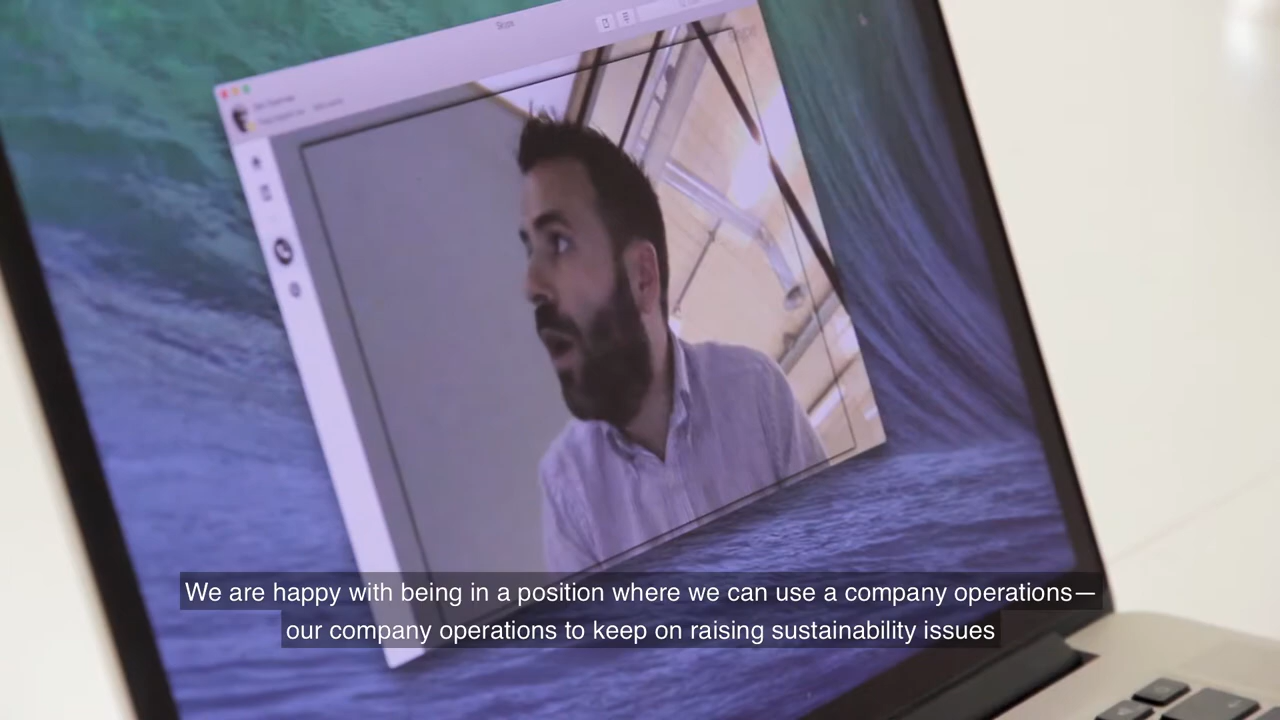 Skype
We are happy with being in a position where we can use a company operations—
our company operations to keep on raising sustainability issues